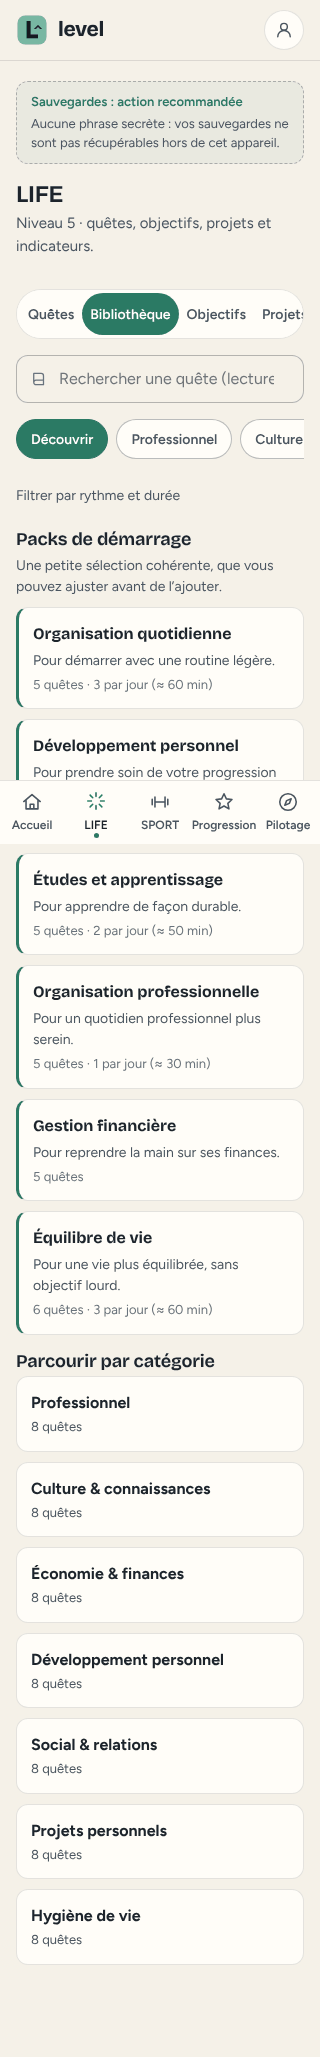 level
Sauvegardes : action recommandée
Aucune phrase secrète : vos sauvegardes ne
sont pas récupérables hors de cet appareil.
LIFE
Niveau 5 · quêtes, objectifs, projets et
indicateurs.
Quêtes Bibliothèque Objectifs Projets
Rechercher une quête (lecture
Découvrir Professionnel Culture
Filtrer par rythme et durée
Packs de démarrage
Une petite sélection cohérente, que vous
pouvez ajuster avant de l’ajouter.
Organisation quotidienne
Pour démarrer avec une routine légère.
5 quêtes · 3 par jour (≈ 60 min)
Développement personnel
Pour prendre soin de votre progression
Accueil LIFE SPORT Progression Pilotage
Études et apprentissage
Pour apprendre de façon durable.
5 quêtes · 2 par jour (≈ 50 min)
Organisation professionnelle
Pour un quotidien professionnel plus
serein.
5 quêtes · 1 par jour (≈ 30 min)
Gestion financière
Pour reprendre la main sur ses finances.
5 quêtes
Équilibre de vie
Pour une vie plus équilibrée, sans
objectif lourd.
6 quêtes · 3 par jour (≈ 60 min)
Parcourir par catégorie
Professionnel
8 quêtes
Culture & connaissances
8 quêtes
Économie & finances
8 quêtes
Développement personnel
8 quêtes
Social & relations
8 quêtes
Projets personnels
8 quêtes
Hygiène de vie
8 quêtes